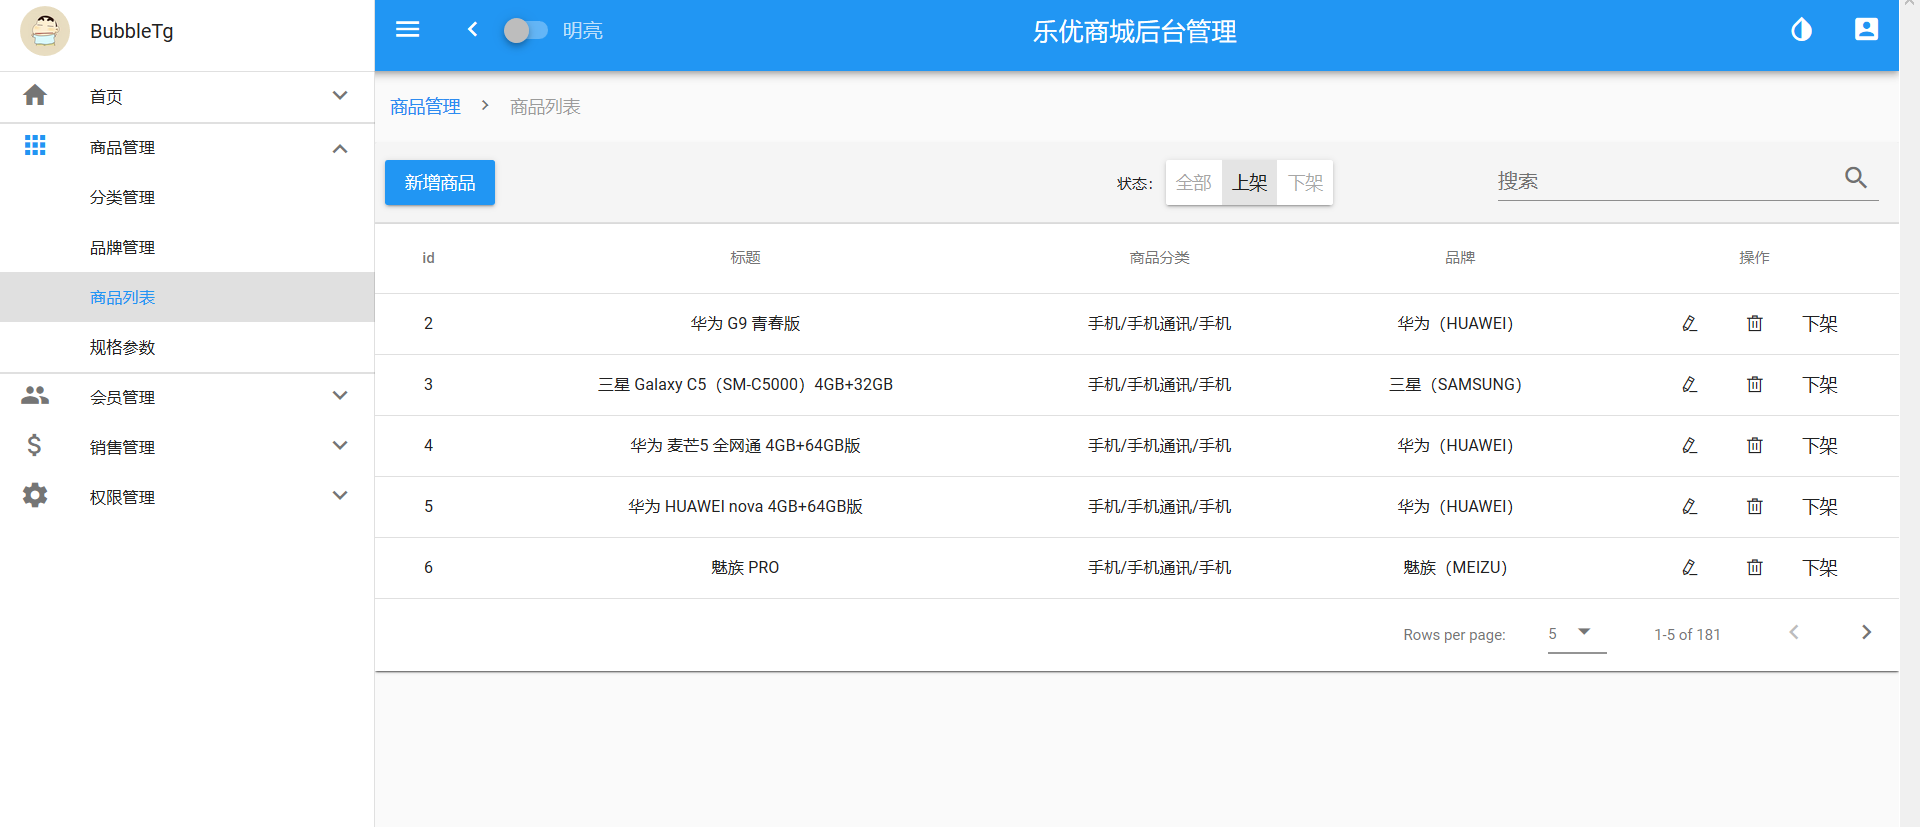 BubbleTg
首页
商品管理
分类管理
品牌管理
商品列表
规格参数
会员管理
销售管理
权限管理
明亮
乐优商城后台管理
商品管理 > 商品列表
新增商品
状态: 全部 上架 下架
搜索
id 标题 商品分类 品牌 操作
2 华为 G9 青春版 手机/手机通讯/手机 华为（HUAWEI） 下架
3 三星 Galaxy C5（SM-C5000）4GB+32GB 手机/手机通讯/手机 三星（SAMSUNG） 下架
4 华为 麦芒5 全网通 4GB+64GB版 手机/手机通讯/手机 华为（HUAWEI） 下架
5 华为 HUAWEI nova 4GB+64GB版 手机/手机通讯/手机 华为（HUAWEI） 下架
6 魅族 PRO 手机/手机通讯/手机 魅族（MEIZU） 下架
Rows per page: 5 1-5 of 181